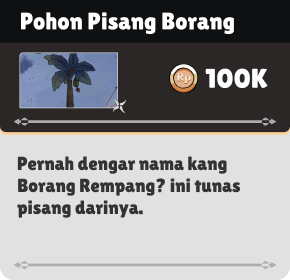 Pohon Pisang Borang
Rp 100K
Pernah dengar nama kang
Borang Rempang? ini tunas
pisang darinya.